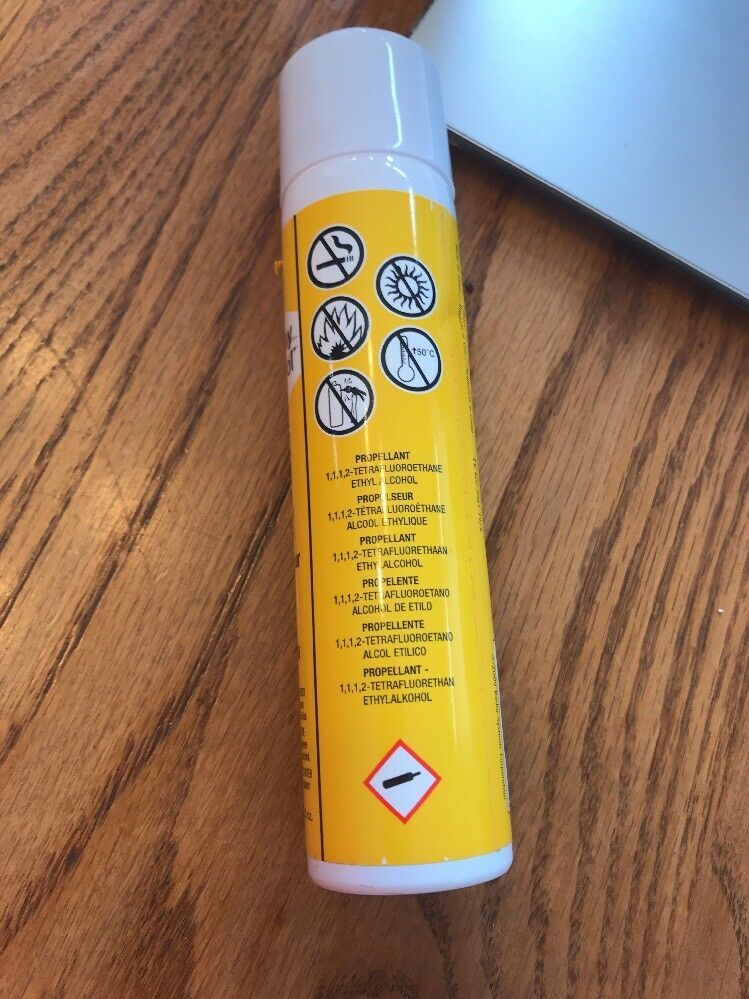 ↑50°C
PROPELLANT
1,1,1,2-TETRAFLUOROETHANE
ETHYL ALCOHOL
PROPULSEUR
1,1,1,2-TÉTRAFLUOROÉTHANE
ALCOOL ETHYLIQUE
PROPELLANT
1,1,1,2-TETRAFLUORETHAAN -
ETHYLALCOHOL
PROPELENTE
1,1,1,2-TETRAFLUOROETANO
ALCOHOL DE ETILO
PROPELLENTE
1,1,1,2-TETRAFLUOROETANO
ALCOL ETILICO
PROPELLANT -
1,1,1,2-TETRAFLUORETHAN
ETHYLALKOHOL